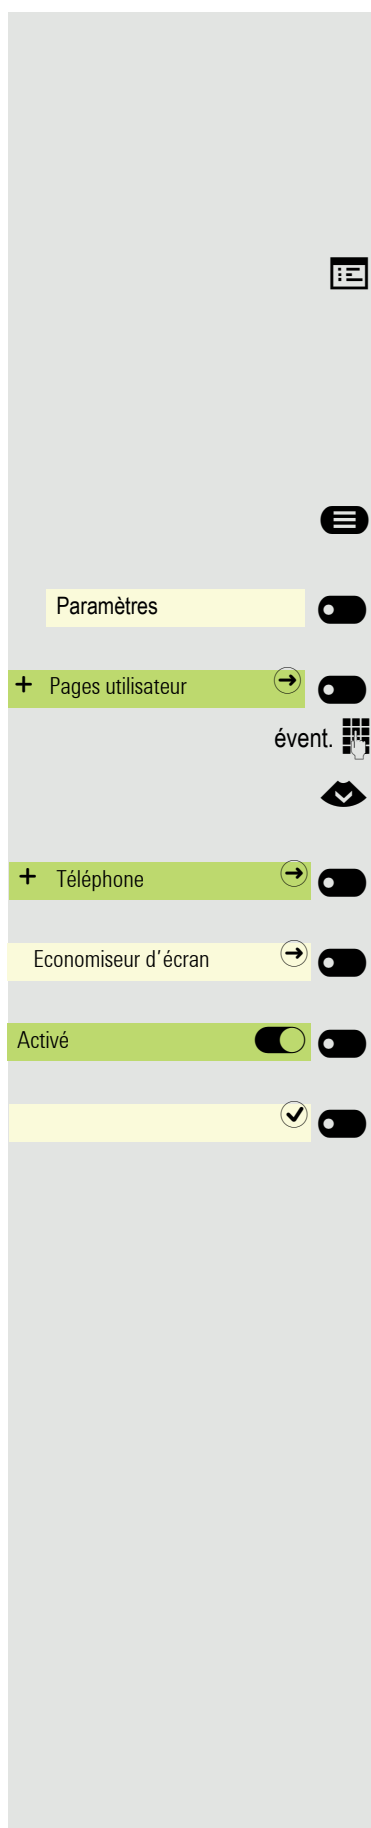 Paramètres
+ Pages utilisateur
évent.
+ Téléphone
Economiseur d'écran
Activé